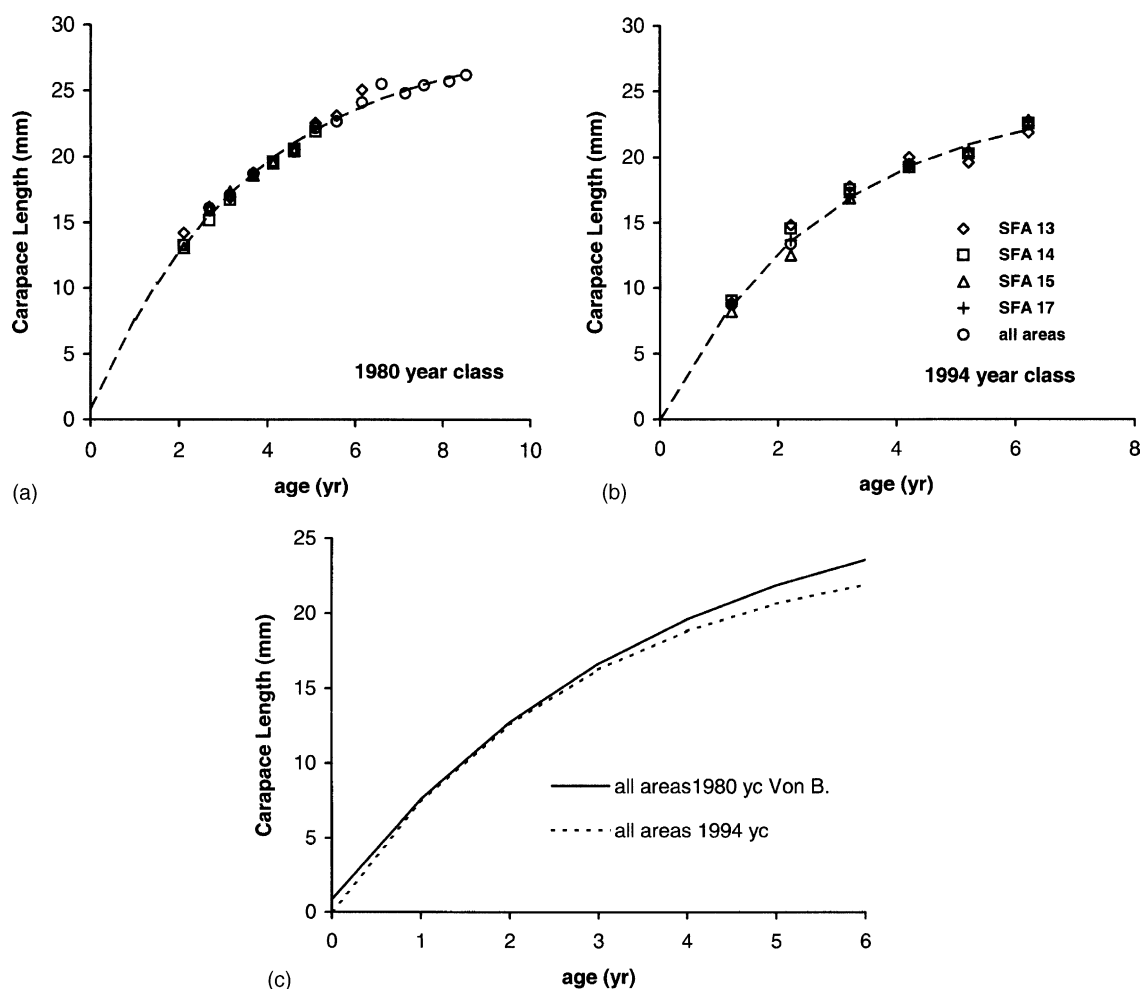 30
25
20
15
10
5
0
Carapace Length (mm)
1980 year class
0 2 4 6 8 10
age (yr)
(a)
30
25
20
15
10
5
0
Carapace Length (mm)
SFA 13
SFA 14
SFA 15
SFA 17
all areas
1994 year class
0 2 4 6 8
age (yr)
(b)
25
20
15
10
5
0
Carapace Length (mm)
all areas1980 yc Von B.
all areas 1994 yc
0 1 2 3 4 5 6
age (yr)
(c)